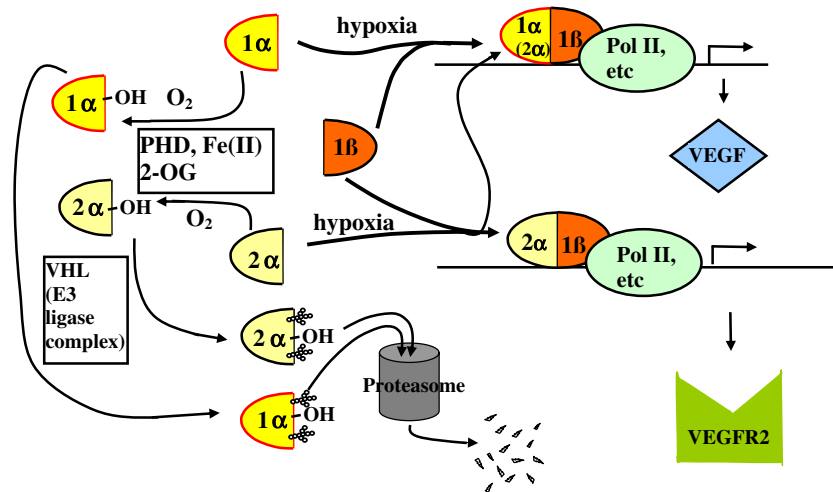 1α
hypoxia
1α
(2α)
1ß
Pol II,
etc
1α
OH
O₂
PHD, Fe(II)
2-OG
1ß
VEGF
2α
OH
O₂
hypoxia
2α
2α
1ß
Pol II,
etc
VHL
(E3
ligase
complex)
2α
OH
Proteasome
1α
OH
VEGFR2